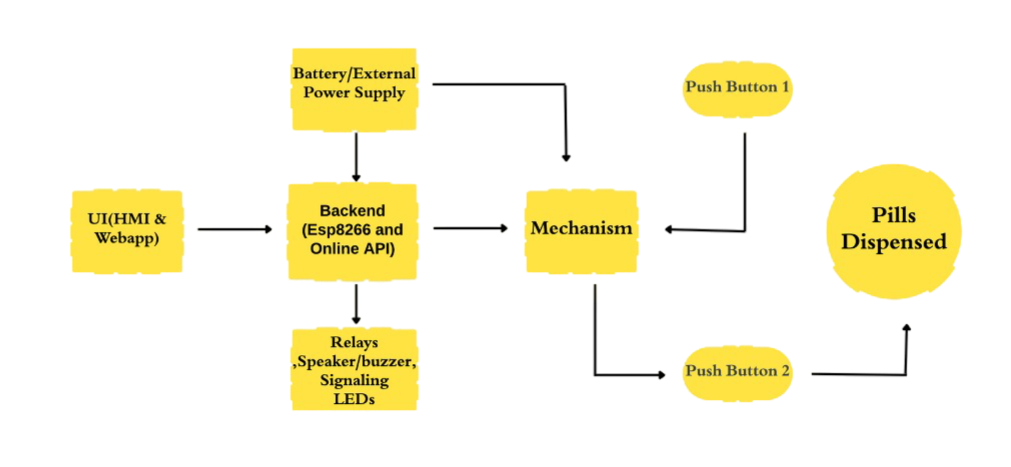 Battery/External
Power Supply
Push Button 1
UI(HMI &
Webapp)
Backend
(Esp8266 and
Online API)
Mechanism
Pills
Dispensed
Relays
,Speaker/buzzer,
Signaling
LEDs
Push Button 2